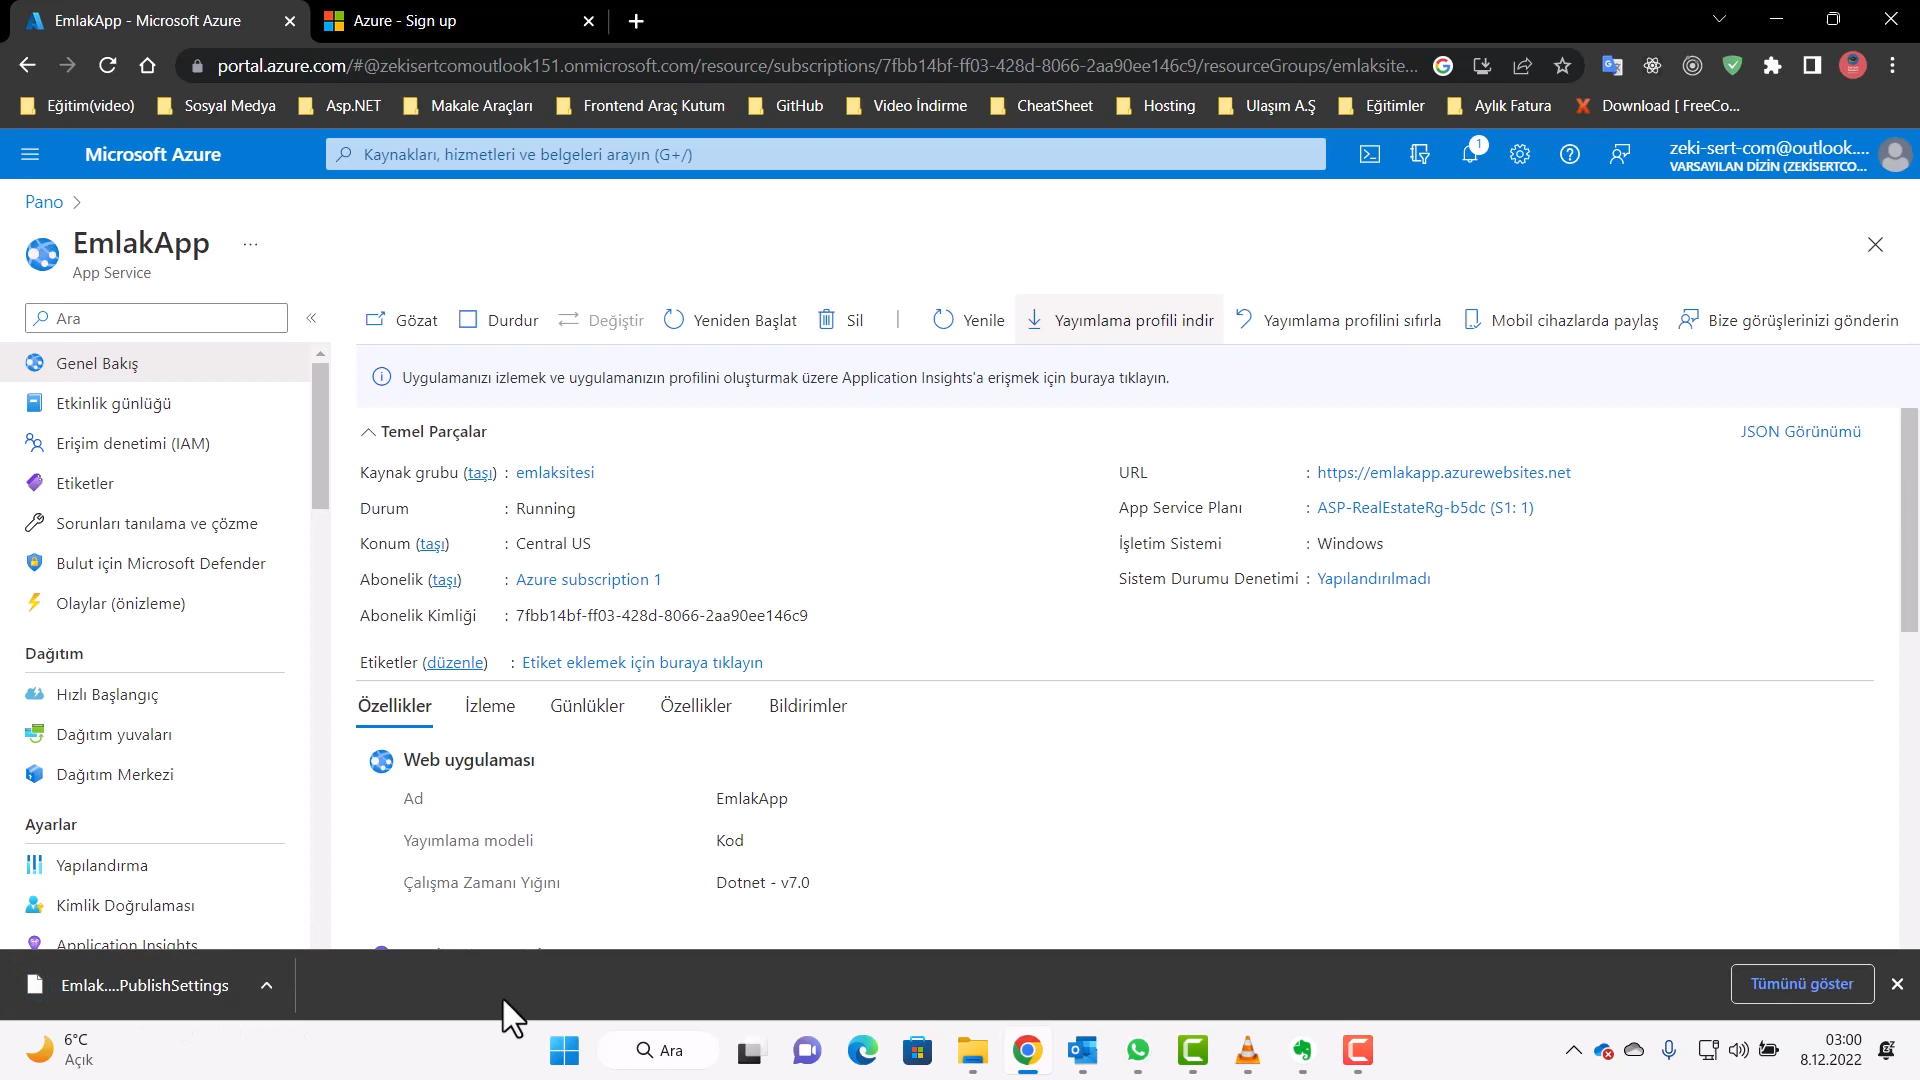 EmlakApp - Microsoft Azure
Azure - Sign up
portal.azure.com/#@zekisertcomoutlook151.onmicrosoft.com/resource/subscriptions/7fbb14bf-ff03-428d-8066-2aa90ee146c9/resourceGroups/emlaksite...
Eğitim(video)
Sosyal Medya
Asp.NET
Makale Araçları
Frontend Araç Kutum
GitHub
Video İndirme
CheatSheet
Hosting
Ulaşım A.Ş
Eğitimler
Aylık Fatura
Download [ FreeCo...
Microsoft Azure
Kaynakları, hizmetleri ve belgeleri arayın (G+/)
1
zeki-sert-com@outlook....
VARSAYILAN DİZİN (ZEKİSERTCO...
Pano
EmlakApp
...
App Service
Ara
Gözat
Durdur
Değiştir
Yeniden Başlat
Sil
Yenile
Yayımlama profili indir
Yayımlama profilini sıfırla
Mobil cihazlarda paylaş
Bize görüşlerinizi gönderin
Genel Bakış
Etkinlik günlüğü
Erişim denetimi (IAM)
Etiketler
Sorunları tanılama ve çözme
Bulut için Microsoft Defender
Olaylar (önizleme)
Dağıtım
Hızlı Başlangıç
Dağıtım yuvaları
Dağıtım Merkezi
Ayarlar
Yapılandırma
Kimlik Doğrulaması
Application Insights
Uygulamanızı izlemek ve uygulamanızın profilini oluşturmak üzere Application Insights'a erişmek için buraya tıklayın.
Temel Parçalar
JSON Görünümü
Kaynak grubu (taşı) : emlaksitesi
Durum : Running
Konum (taşı) : Central US
Abonelik (taşı) : Azure subscription 1
Abonelik Kimliği : 7fbb14bf-ff03-428d-8066-2aa90ee146c9
Etiketler (düzenle) : Etiket eklemek için buraya tıklayın
URL : https://emlakapp.azurewebsites.net
App Service Planı : ASP-RealEstateRg-b5dc (S1: 1)
İşletim Sistemi : Windows
Sistem Durumu Denetimi : Yapılandırılmadı
Özellikler
İzleme
Günlükler
Özellikler
Bildirimler
Web uygulaması
Ad EmlakApp
Yayımlama modeli Kod
Çalışma Zamanı Yığını Dotnet - v7.0
Emlak....PublishSettings
Tümünü göster
6°C
Açık
Ara
03:00
8.12.2022